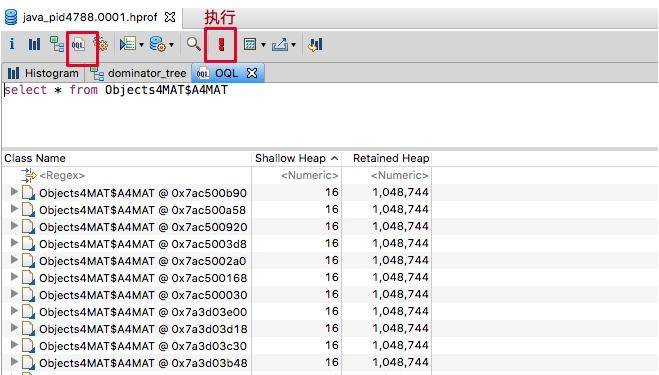 java_pid4788.0001.hprof
执行
i OQL
Histogram dominator_tree OQL
select * from Objects4MAT$A4MAT
Class Name Shallow Heap Retained Heap
<Regex> <Numeric> <Numeric>
Objects4MAT$A4MAT @ 0x7ac500b90 16 1,048,744
Objects4MAT$A4MAT @ 0x7ac500a58 16 1,048,744
Objects4MAT$A4MAT @ 0x7ac500920 16 1,048,744
Objects4MAT$A4MAT @ 0x7ac5003d8 16 1,048,744
Objects4MAT$A4MAT @ 0x7ac5002a0 16 1,048,744
Objects4MAT$A4MAT @ 0x7ac500168 16 1,048,744
Objects4MAT$A4MAT @ 0x7ac500030 16 1,048,744
Objects4MAT$A4MAT @ 0x7a3d03e00 16 1,048,744
Objects4MAT$A4MAT @ 0x7a3d03d18 16 1,048,744
Objects4MAT$A4MAT @ 0x7a3d03c30 16 1,048,744
Objects4MAT$A4MAT @ 0x7a3d03b48 16 1,048,744